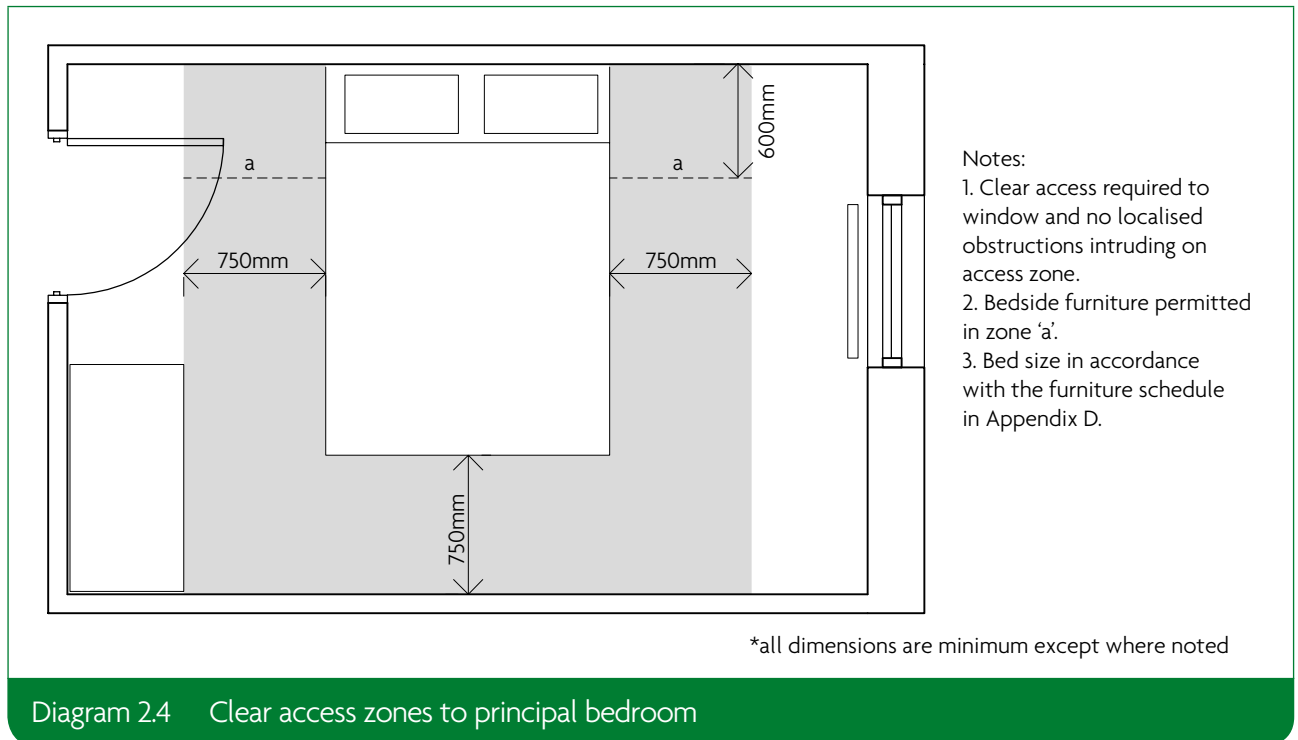 600mm
a
a
750mm
750mm
750mm
Notes:
1. Clear access required to
window and no localised
obstructions intruding on
access zone.
2. Bedside furniture permitted
in zone ‘a’.
3. Bed size in accordance
with the furniture schedule
in Appendix D.
*all dimensions are minimum except where noted
Diagram 2.4 Clear access zones to principal bedroom